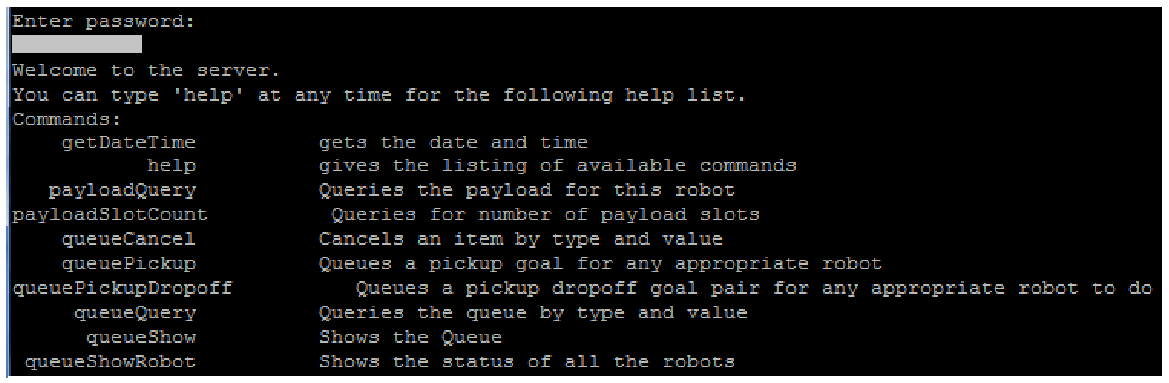 Enter password:
Welcome to the server.
You can type 'help' at any time for the following help list.
Commands:
getDateTime gets the date and time
help gives the listing of available commands
payloadQuery Queries the payload for this robot
payloadSlotCount Queries for number of payload slots
queueCancel Cancels an item by type and value
queuePickup Queues a pickup goal for any appropriate robot
queuePickupDropoff Queues a pickup dropoff goal pair for any appropriate robot to do
queueQuery Queries the queue by type and value
queueShow Shows the Queue
queueShowRobot Shows the status of all the robots